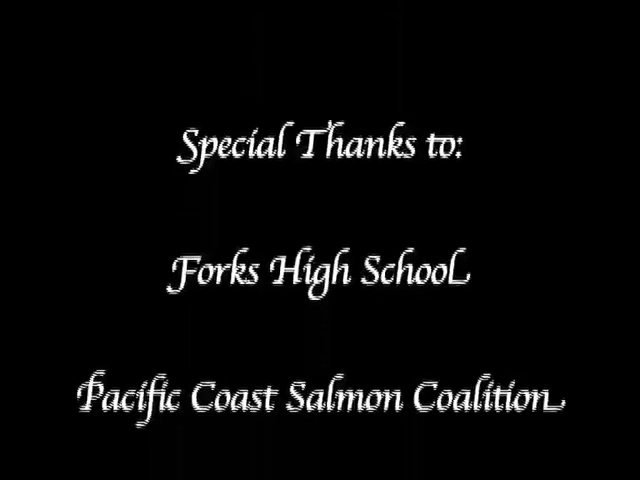 Special Thanks to:
Forks High School
Pacific Coast Salmon Coalition